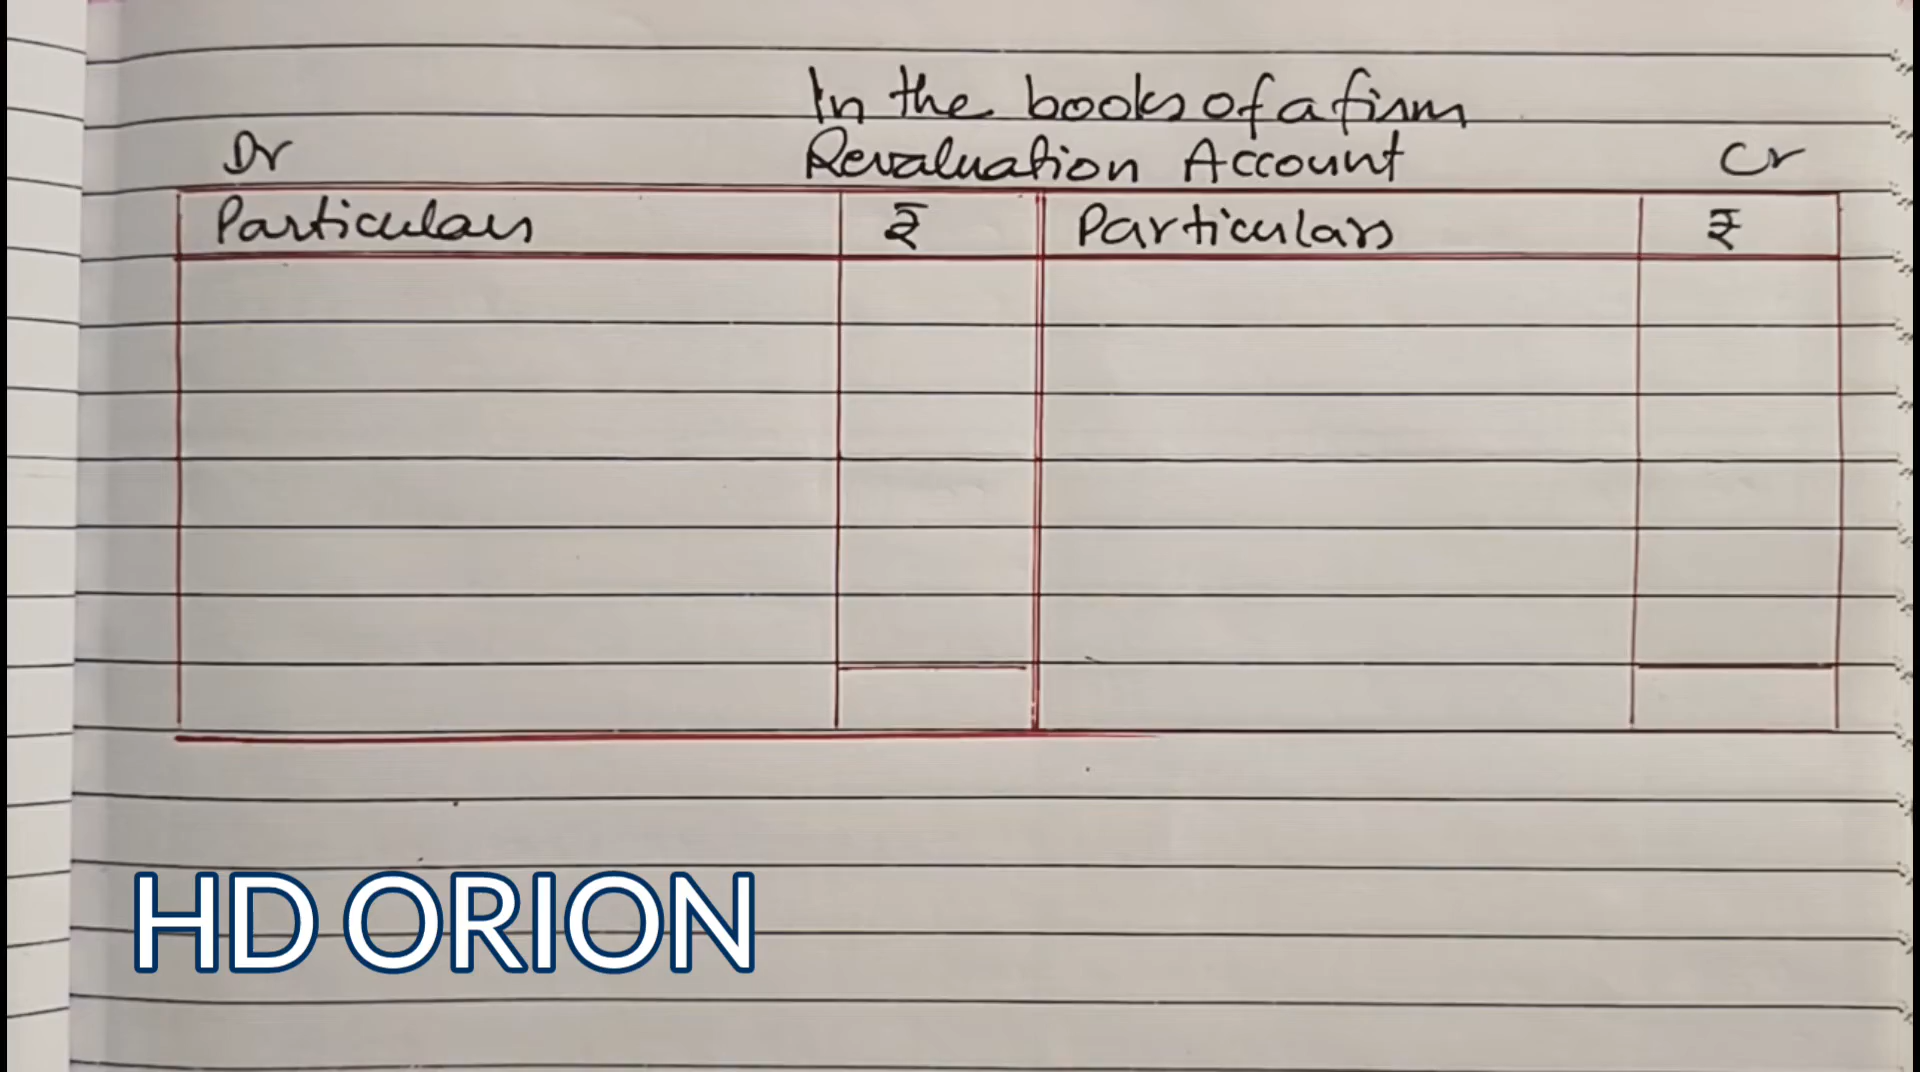 In the books of a firm
Dr Revaluation Account Cr
Particulars ₹ Particulars ₹
HD ORION